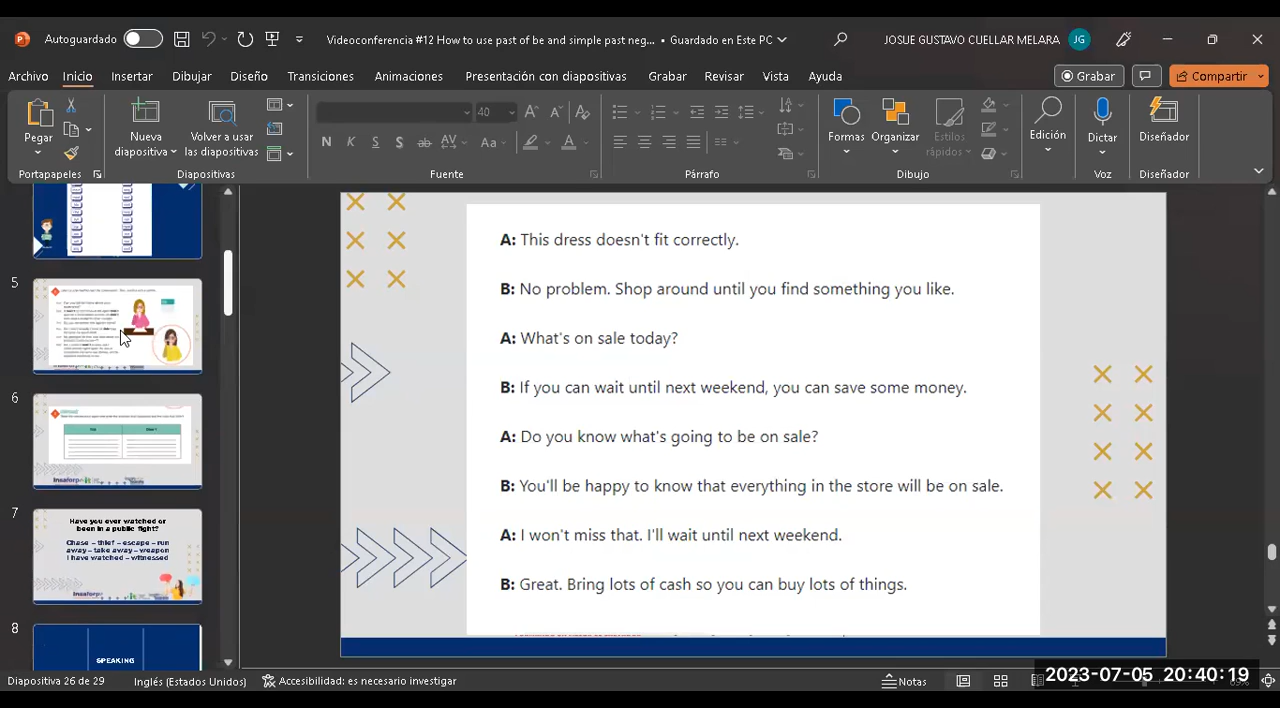 Autoguardado
Videoconferencia #12 How to use past of be and simple past neg... • Guardado en Este PC
JOSUE GUSTAVO CUELLAR MELARA
JG
Archivo Inicio Insertar Dibujar Diseño Transiciones Animaciones Presentación con diapositivas Grabar Revisar Vista Ayuda
Grabar
Compartir
Pegar
Nueva diapositiva
Volver a usar las diapositivas
40
N K S S ab AV Aa A
Formas
Organizar
Estilos rápidos
Edición
Dictar
Diseñador
Portapapeles
Diapositivas
Fuente
Párrafo
Dibujo
Voz
Diseñador
5
6
7
Have you ever watched or
been in a public fight?
Chase – thief – escape – run
away – take away – weapon
I have watched – witnessed
8
SPEAKING
A: This dress doesn't fit correctly.
B: No problem. Shop around until you find something you like.
A: What's on sale today?
B: If you can wait until next weekend, you can save some money.
A: Do you know what's going to be on sale?
B: You'll be happy to know that everything in the store will be on sale.
A: I won't miss that. I'll wait until next weekend.
B: Great. Bring lots of cash so you can buy lots of things.
Diapositiva 26 de 29
Inglés (Estados Unidos)
Accesibilidad: es necesario investigar
Notas
2023-07-05 20:40:19